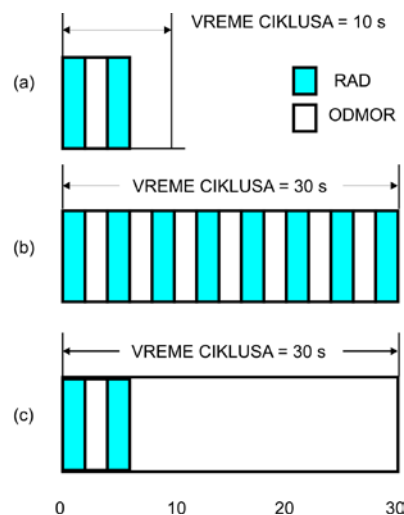 VREME CIKLUSA = 10 s
(a)
RAD
ODMOR
VREME CIKLUSA = 30 s
(b)
VREME CIKLUSA = 30 s
(c)
0 10 20 30